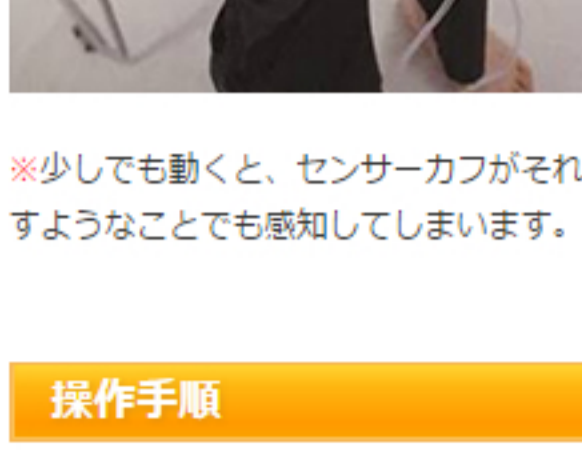 ※少しでも動くと、センサーカフがそれ
すようなことでも感知してしまいます。
操作手順